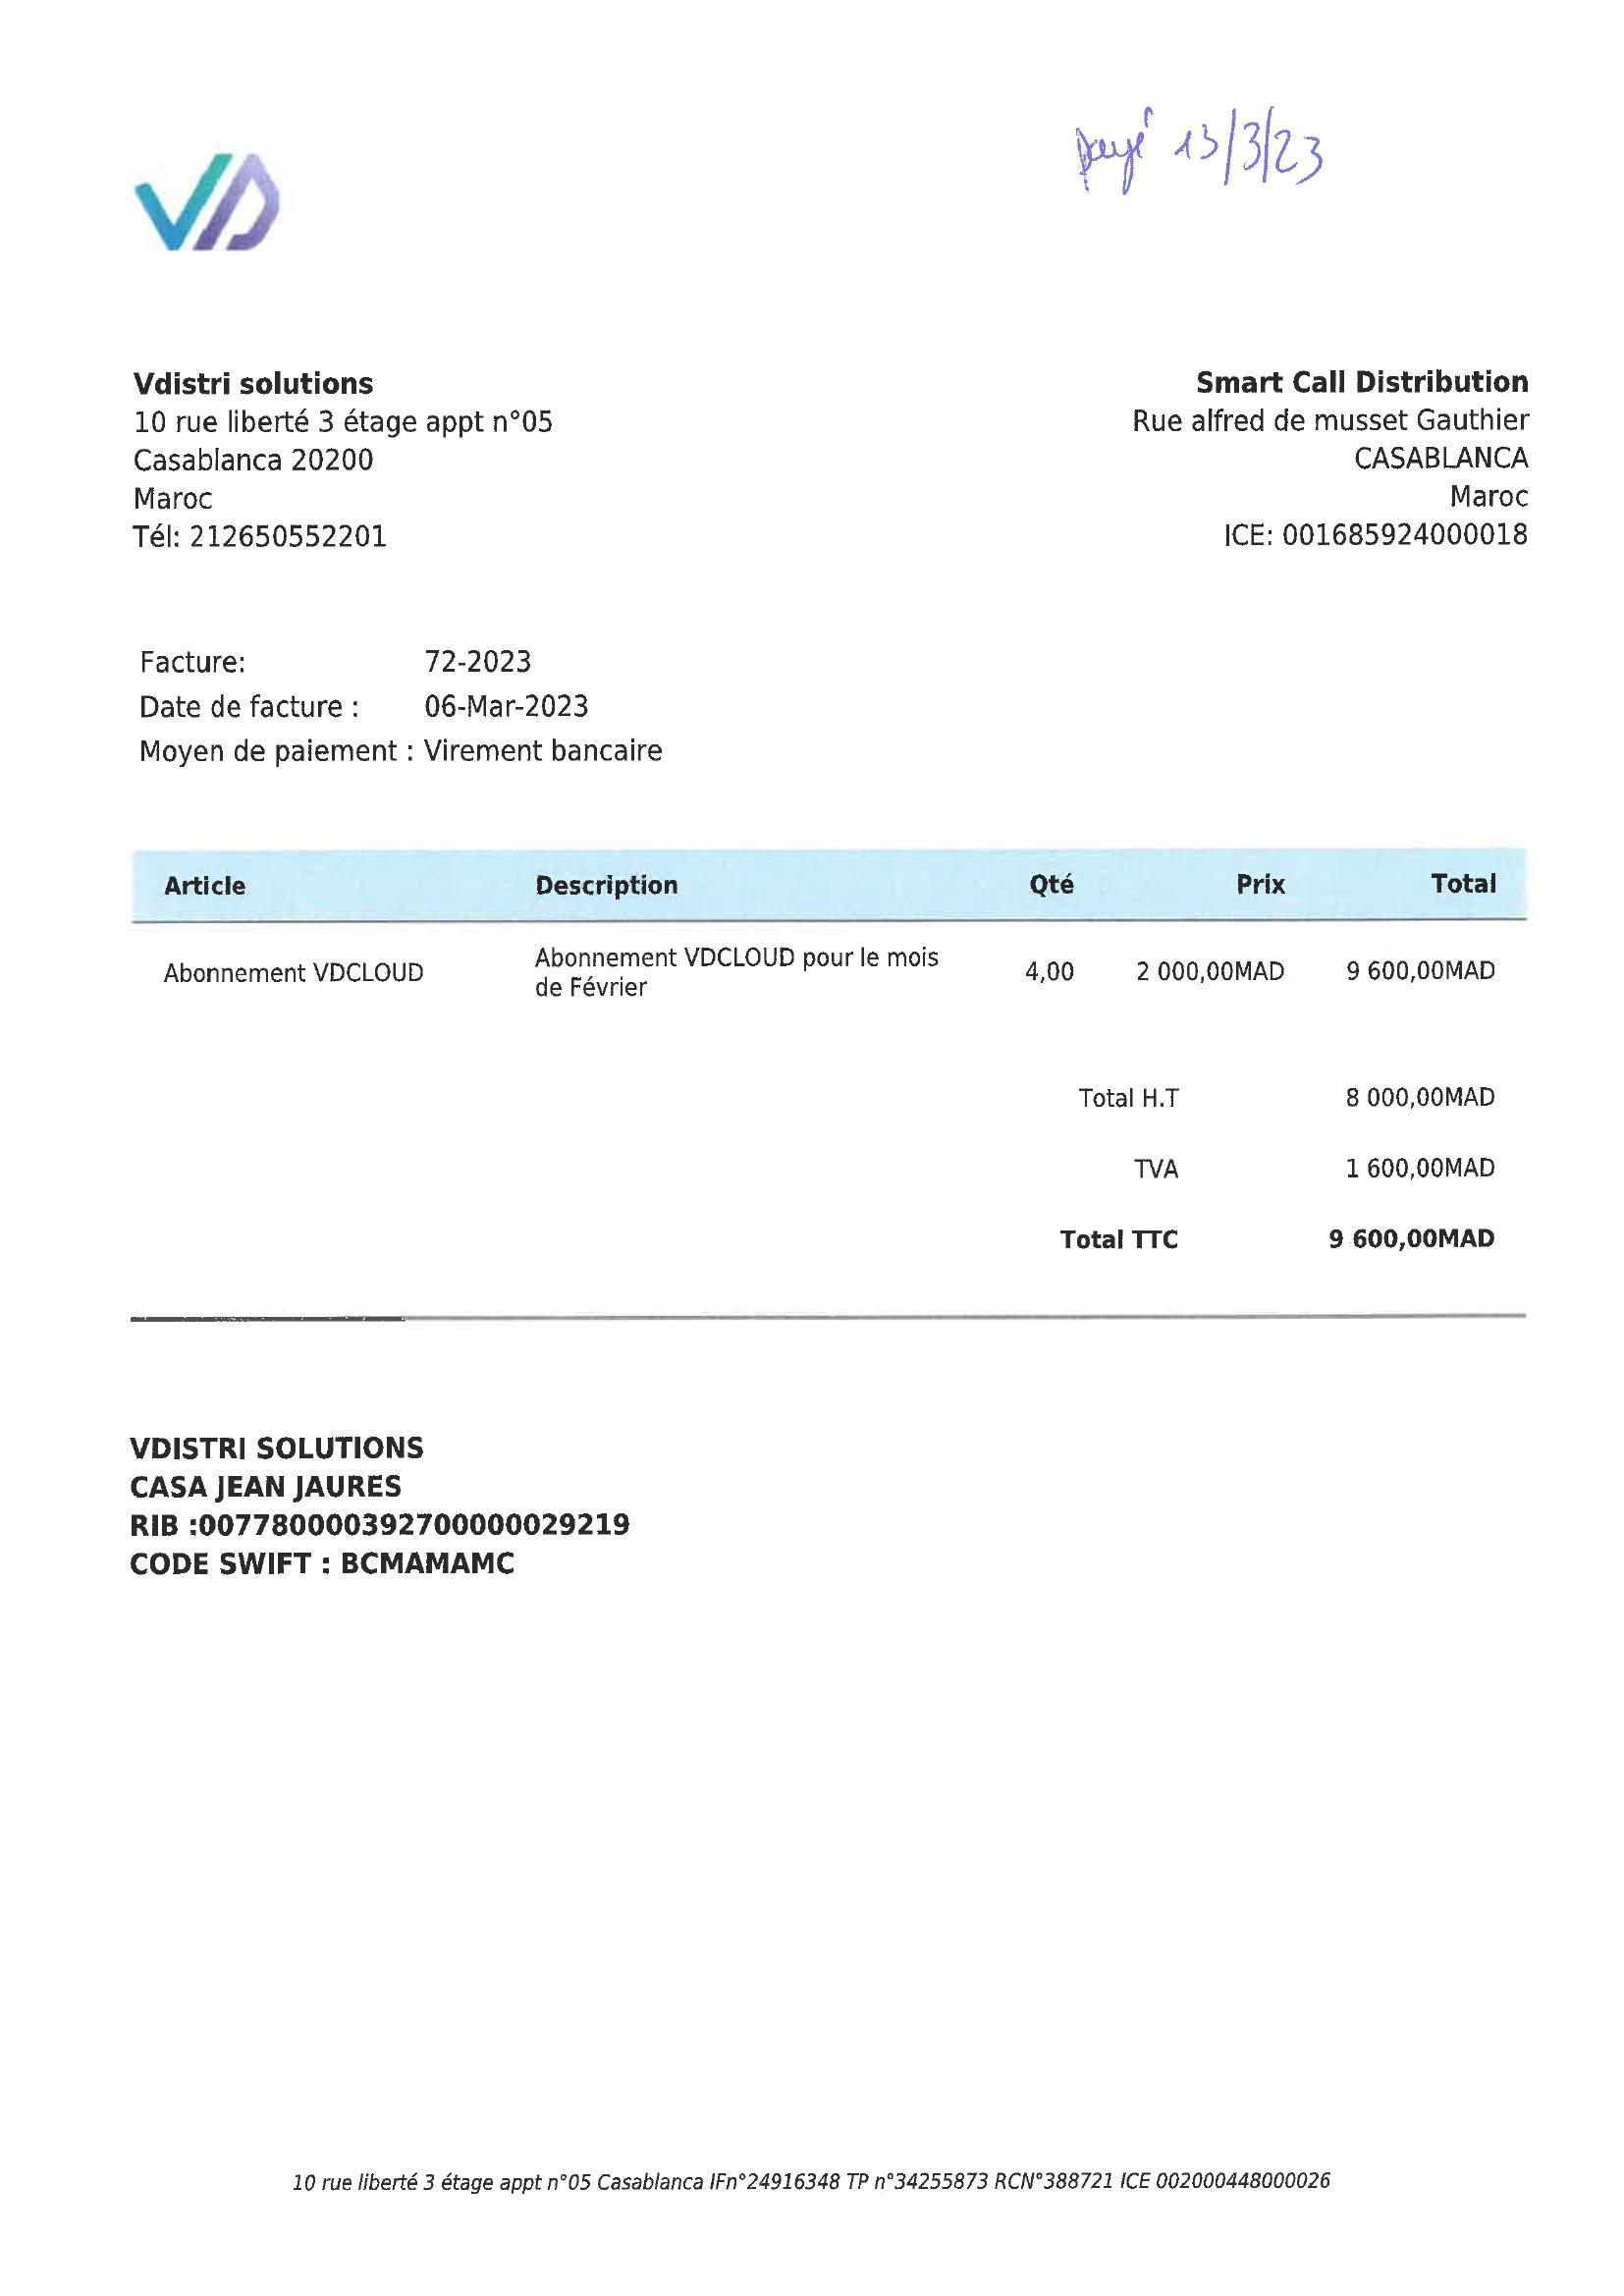 payé 13/3/23
VD
Vdistri solutions
10 rue liberté 3 étage appt n°05
Casablanca 20200
Maroc
Tél: 212650552201
Smart Call Distribution
Rue alfred de musset Gauthier
CASABLANCA
Maroc
ICE: 001685924000018
Facture: 72-2023
Date de facture : 06-Mar-2023
Moyen de paiement : Virement bancaire
Article Description Qté Prix Total
Abonnement VDCLOUD Abonnement VDCLOUD pour le mois de Février 4,00 2 000,00MAD 9 600,00MAD
Total H.T 8 000,00MAD
TVA 1 600,00MAD
Total TTC 9 600,00MAD
VDISTRI SOLUTIONS
CASA JEAN JAURES
RIB :007780000392700000029219
CODE SWIFT : BCMAMAMC
10 rue liberté 3 étage appt n°05 Casablanca IFn°24916348 TP n°34255873 RCN°388721 ICE 002000448000026